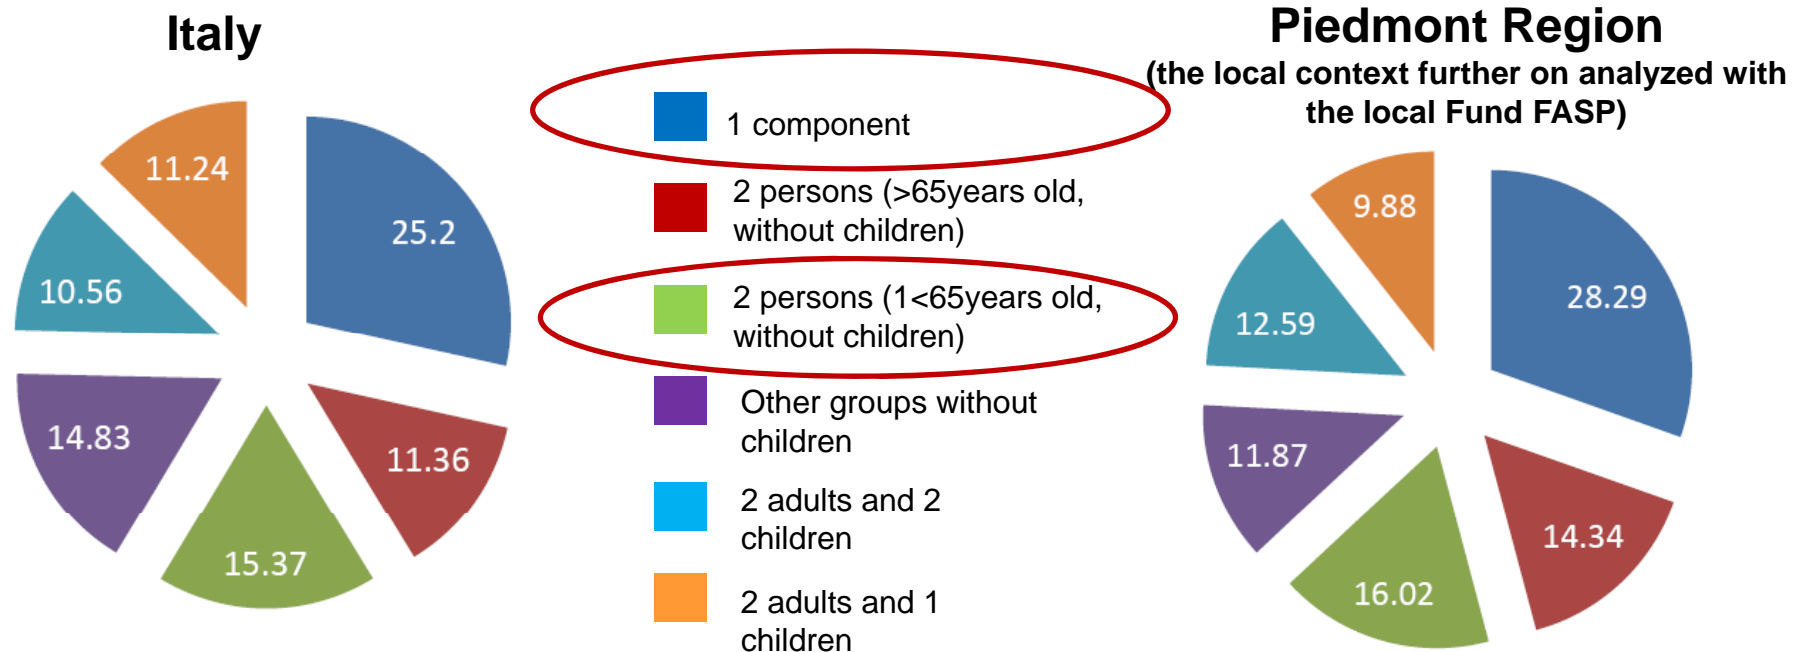 Italy
11.24
25.2
10.56
14.83
11.36
15.37
1 component
2 persons (>65years old,
without children)
2 persons (1<65years old,
without children)
Other groups without
children
2 adults and 2
children
2 adults and 1
children
Piedmont Region
(the local context further on analyzed with
the local Fund FASP)
9.88
28.29
12.59
11.87
14.34
16.02